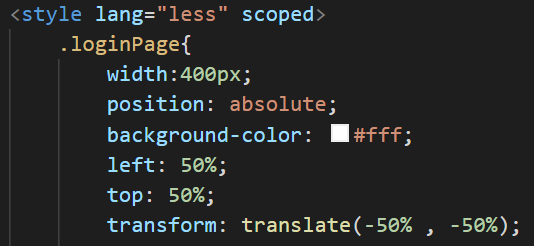 <style lang="less" scoped>
.loginPage{
width:400px;
position: absolute;
background-color: #fff;
left: 50%;
top: 50%;
transform: translate(-50% , -50%);